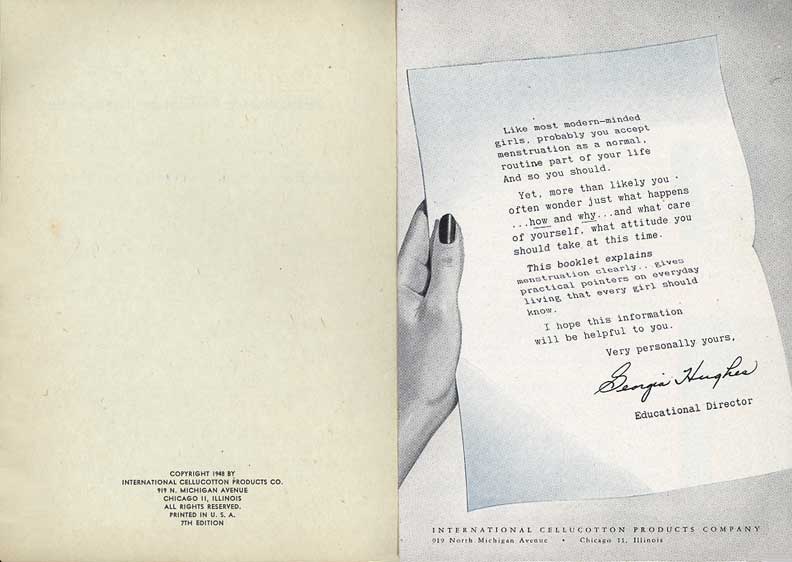 COPYRIGHT 1948 BY
INTERNATIONAL CELLUCOTTON PRODUCTS CO.
919 N. MICHIGAN AVENUE
CHICAGO 11, ILLINOIS
ALL RIGHTS RESERVED.
PRINTED IN U. S. A.
7TH EDITION
Like most modern-minded
girls, probably you accept
menstruation as a normal,
routine part of your life
And so you should.
Yet, more than likely you
often wonder just what happens
...how and why...and what care
of yourself, what attitude you
should take at this time.
This booklet explains
menstruation clearly.. gives
practical pointers on everyday
living that every girl should
know.
I hope this information
will be helpful to you.
Very personally yours,
Georgia Hughes
Educational Director
INTERNATIONAL CELLUCOTTON PRODUCTS COMPANY
919 North Michigan Avenue • Chicago 11, Illinois